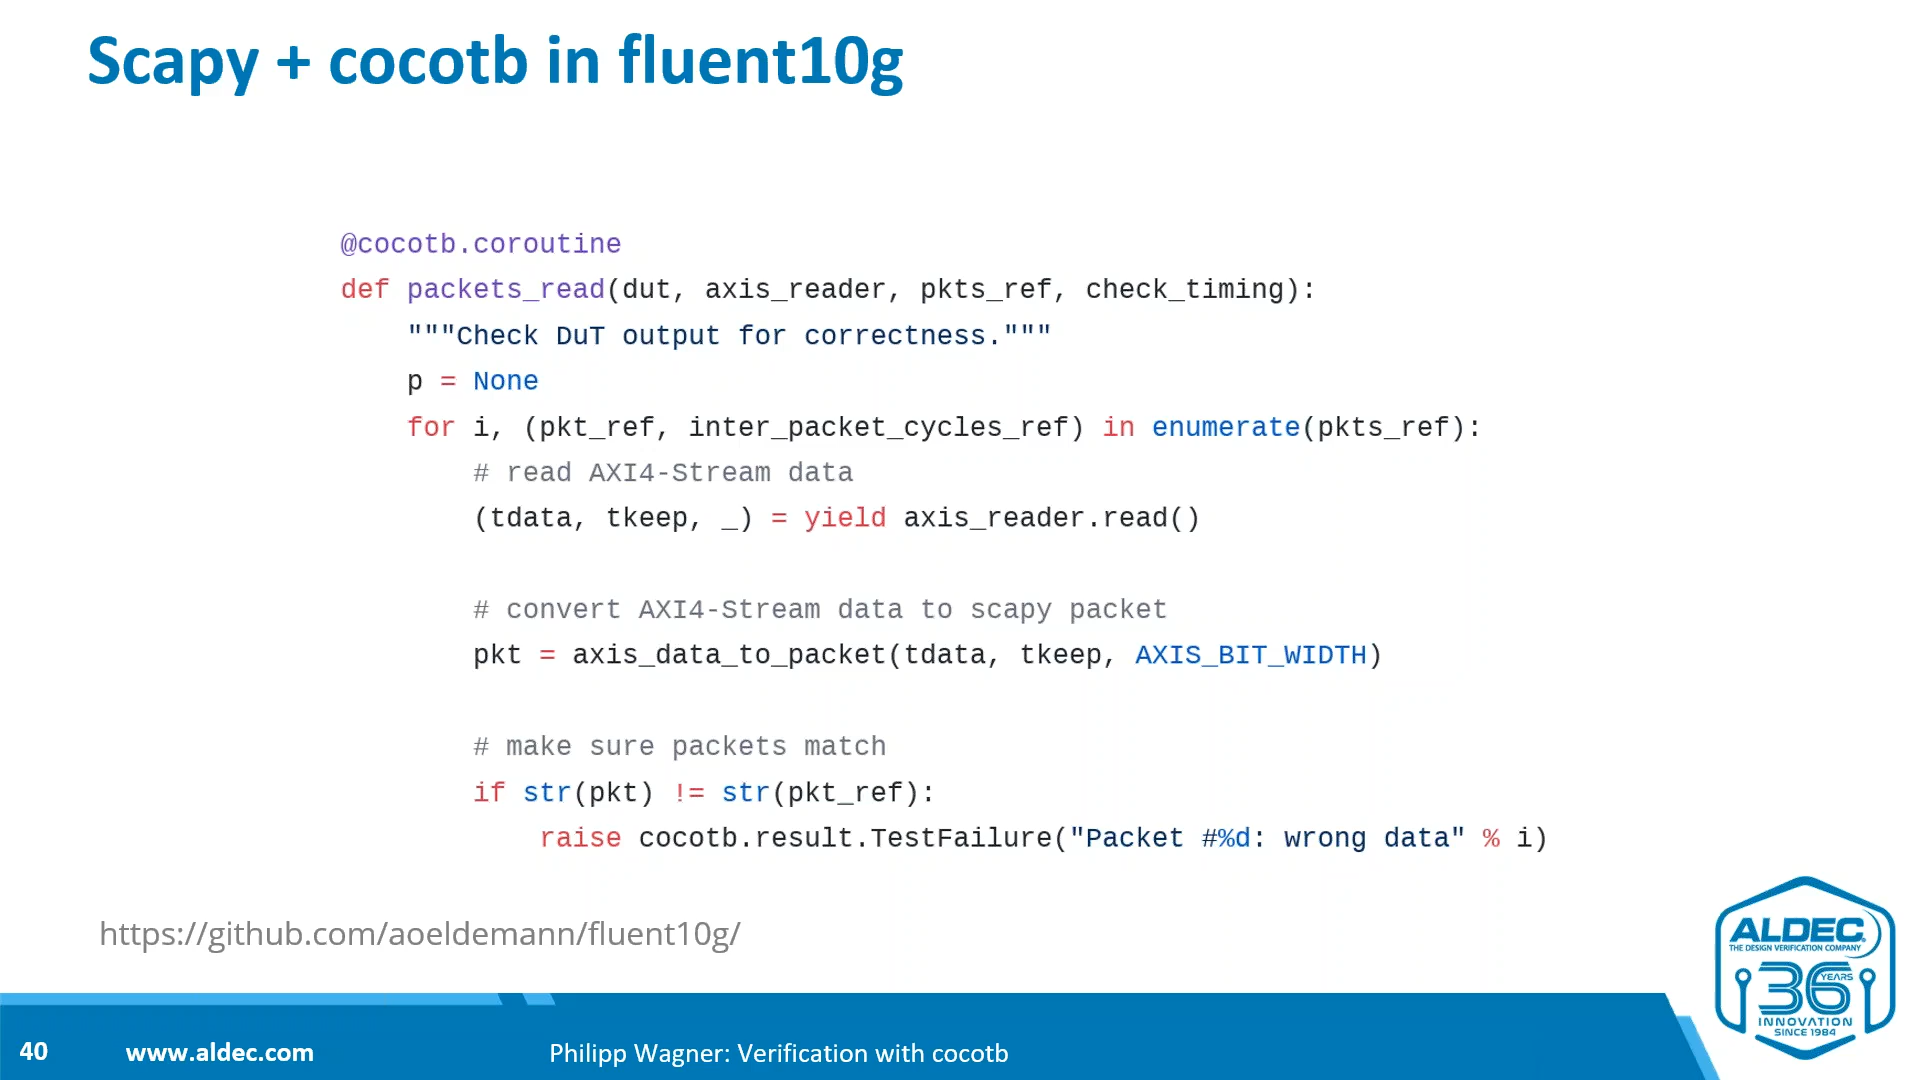 Scapy + cocotb in fluent10g
@cocotb.coroutine
def packets_read(dut, axis_reader, pkts_ref, check_timing):
    """Check DuT output for correctness."""
    p = None
    for i, (pkt_ref, inter_packet_cycles_ref) in enumerate(pkts_ref):
        # read AXI4-Stream data
        (tdata, tkeep, _) = yield axis_reader.read()
        # convert AXI4-Stream data to scapy packet
        pkt = axis_data_to_packet(tdata, tkeep, AXIS_BIT_WIDTH)
        # make sure packets match
        if str(pkt) != str(pkt_ref):
            raise cocotb.result.TestFailure("Packet #%d: wrong data" % i)
https://github.com/aoeldemann/fluent10g/
ALDEC
THE DESIGN VERIFICATION COMPANY
36 YEARS
INNOVATION
SINCE 1984
40 www.aldec.com Philipp Wagner: Verification with cocotb